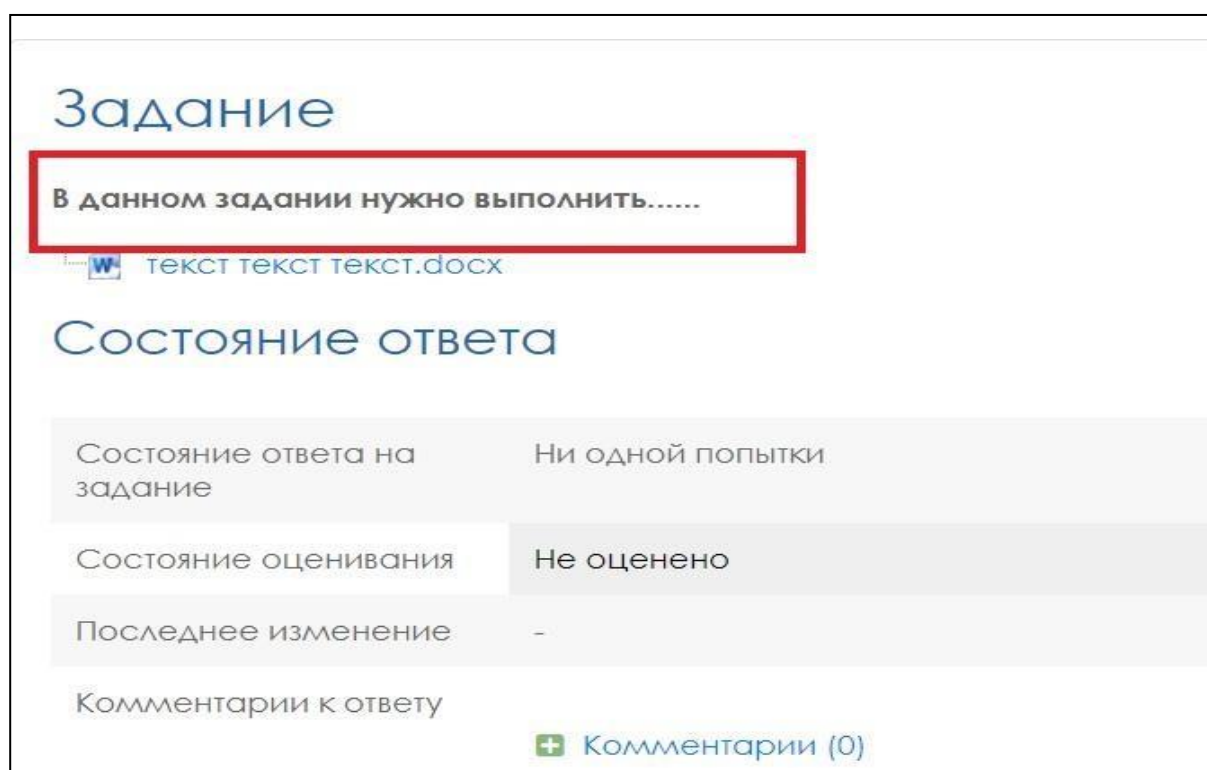 Задание
В данном задании нужно выполнить......
текст текст текст.docx
Состояние ответа
Состояние ответа на Ни одной попытки
задание
Состояние оценивания Не оценено
Последнее изменение -
Комментарии к ответу
Комментарии (0)